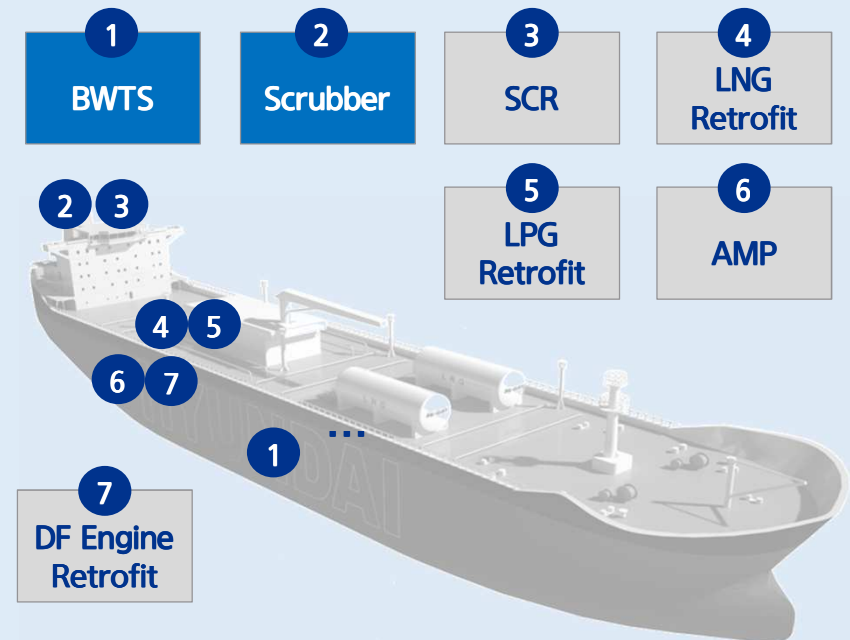 1
BWTS
2
Scrubber
3
SCR
4
LNG
Retrofit
5
LPG
Retrofit
6
AMP
2 3
4 5
6 7
...
1
HYUNDAI
7
DF Engine
Retrofit